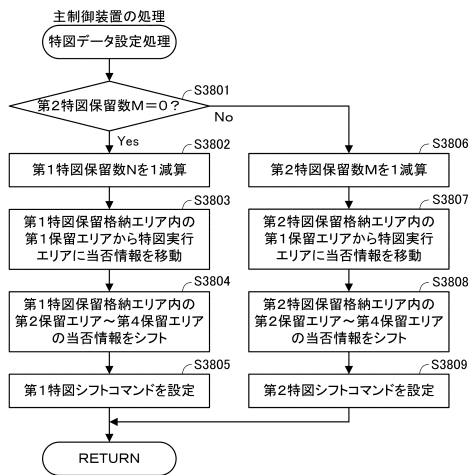 主制御装置の処理
特図データ設定処理
S3801
第2特図保留数M=0?
No
Yes
S3802
第1特図保留数Nを1減算
S3803
第1特図保留格納エリア内の
第1保留エリアから特図実行
エリアに当否情報を移動
S3804
第1特図保留格納エリア内の
第2保留エリア～第4保留エリア
の当否情報をシフト
S3805
第1特図シフトコマンドを設定
S3806
第2特図保留数Mを1減算
S3807
第2特図保留格納エリア内の
第1保留エリアから特図実行
エリアに当否情報を移動
S3808
第2特図保留格納エリア内の
第2保留エリア～第4保留エリア
の当否情報をシフト
S3809
第2特図シフトコマンドを設定
RETURN